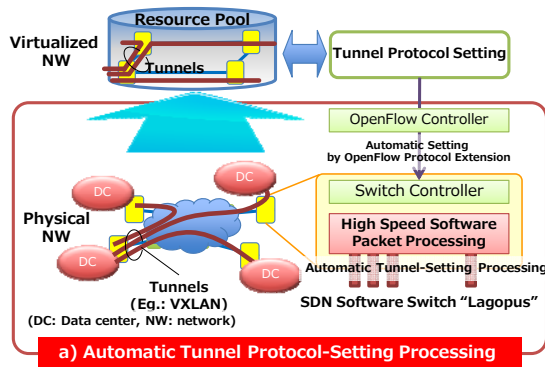 Resource Pool
Virtualized
NW
Tunnels
Tunnel Protocol Setting
OpenFlow Controller
Automatic Setting
by OpenFlow Protocol Extension
DC
DC
Switch Controller
Physical
NW
High Speed Software
Packet Processing
DC
DC
Automatic Tunnel-Setting Processing
Tunnels
(Eg.: VXLAN)
SDN Software Switch “Lagopus”
(DC: Data center, NW: network)
a) Automatic Tunnel Protocol-Setting Processing